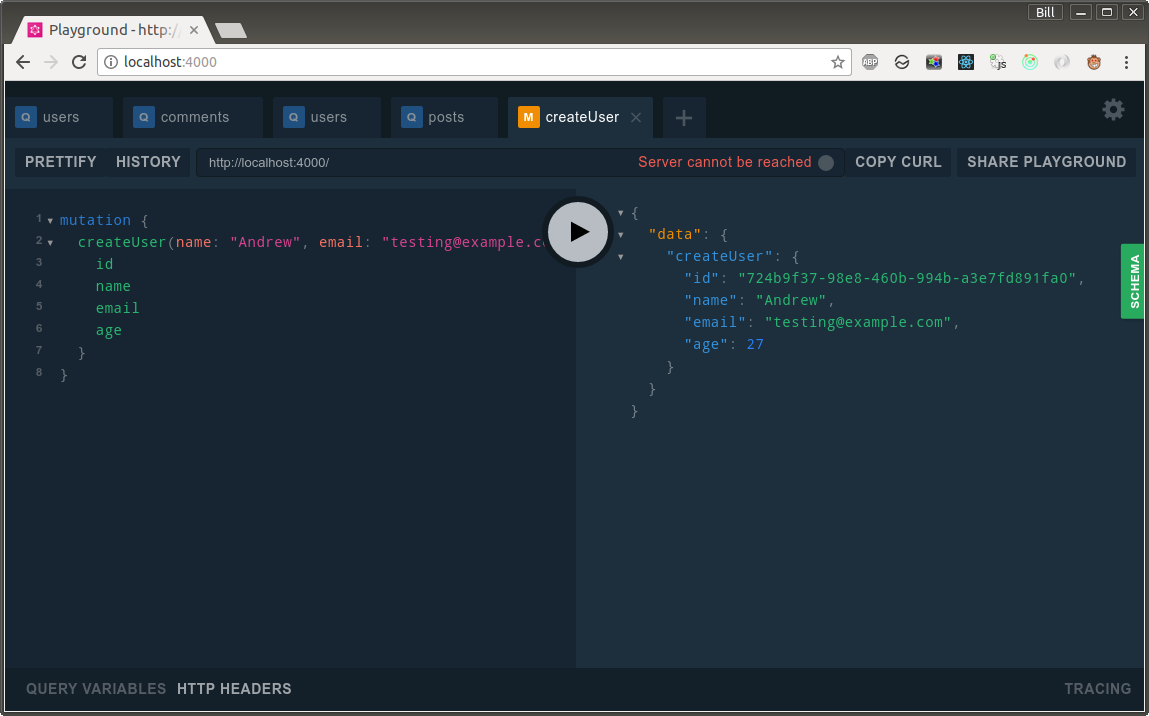 Bill
Playground - http:/
localhost:4000
ABP
js
Q users
Q comments
Q users
Q posts
M createUser
PRETTIFY HISTORY http://localhost:4000/ Server cannot be reached COPY CURL SHARE PLAYGROUND
1 mutation {
2 createUser(name: "Andrew", email: "testing@example.c
3 id
4 name
5 email
6 age
7 }
8 }
{
"data": {
"createUser": {
"id": "724b9f37-98e8-460b-994b-a3e7fd891fa0",
"name": "Andrew",
"email": "testing@example.com",
"age": 27
}
}
}
SCHEMA
QUERY VARIABLES HTTP HEADERS TRACING